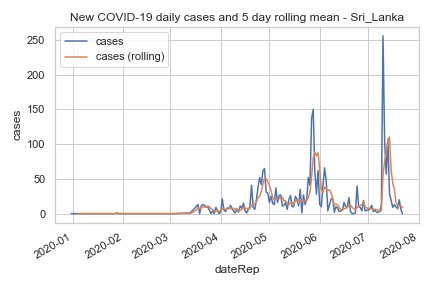 New COVID-19 daily cases and 5 day rolling mean - Sri_Lanka
cases
cases (rolling)
250
200
150
100
50
0
cases
2020-01
2020-02
2020-03
2020-04
2020-05
2020-06
2020-07
2020-08
dateRep